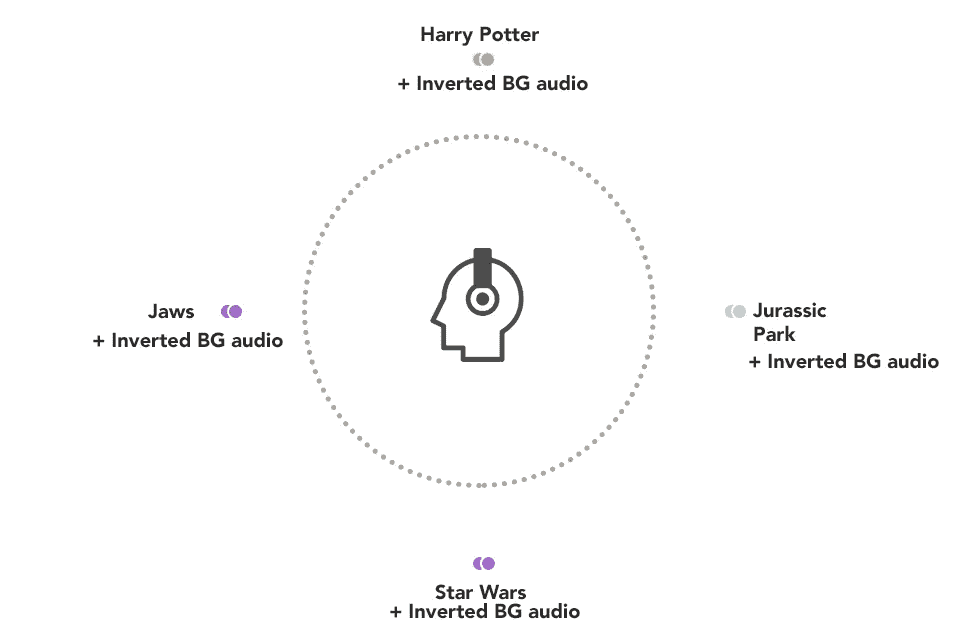 Harry Potter
+ Inverted BG audio
Jaws
+ Inverted BG audio
Jurassic
Park
+ Inverted BG audio
Star Wars
+ Inverted BG audio